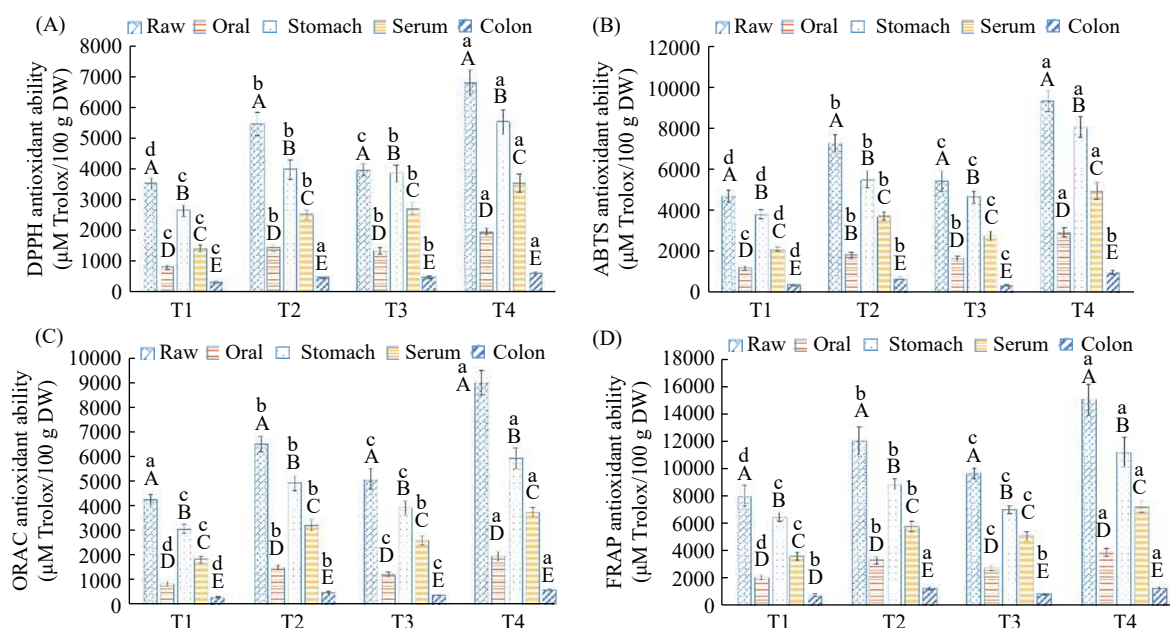 (A)
Raw Oral Stomach Serum Colon
DPPH antioxidant ability
(μM Trolox/100 g DW)
8000
7000
6000
5000
4000
3000
2000
1000
0
d c c c c
A D B C E
b b b b a
A D B C E
c b b b b
A D B C E
a a a a a
A D B C E
T1 T2 T3 T4
(B)
Raw Oral Stomach Serum Colon
ABTS antioxidant ability
(μM Trolox/100 g DW)
12000
10000
8000
6000
4000
2000
0
d c d d d
A D B C E
b b b b b
A B B C E
c b c c c
A D B C E
a a a a b
A D B C E
T1 T2 T3 T4
(C)
Raw Oral Stomach Serum Colon
ORAC antioxidant ability
(μM Trolox/100 g DW)
10000
9000
8000
7000
6000
5000
4000
3000
2000
1000
0
a d c c d
A D B C E
b b b b b
A D B C E
c c c b c
A D B C E
a a a a a
A D B C E
T1 T2 T3 T4
(D)
Raw Oral Stomach Serum Colon
FRAP antioxidant ability
(μM Trolox/100 g DW)
18000
16000
14000
12000
10000
8000
6000
4000
2000
0
d d c c b
A D B C D
b b b b a
A D B C E
c c c c b
A D B C E
a a a a a
A D B C E
T1 T2 T3 T4